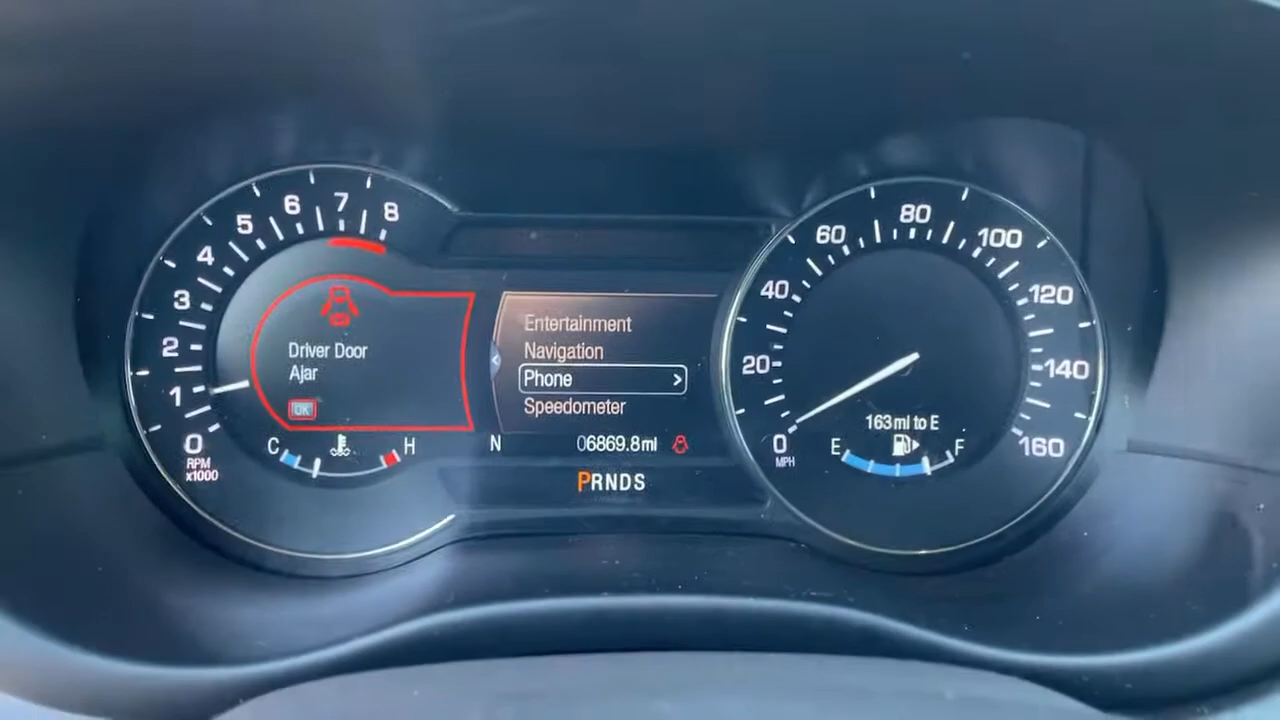 0
1
2
3
4
5
6
7
8
RPM
x1000
Driver Door
Ajar
OK
C
H
Entertainment
Navigation
Phone >
Speedometer
N 06869.8mi
PRNDS
0
20
40
60
80
100
120
140
160
MPH
163mi to E
E
F